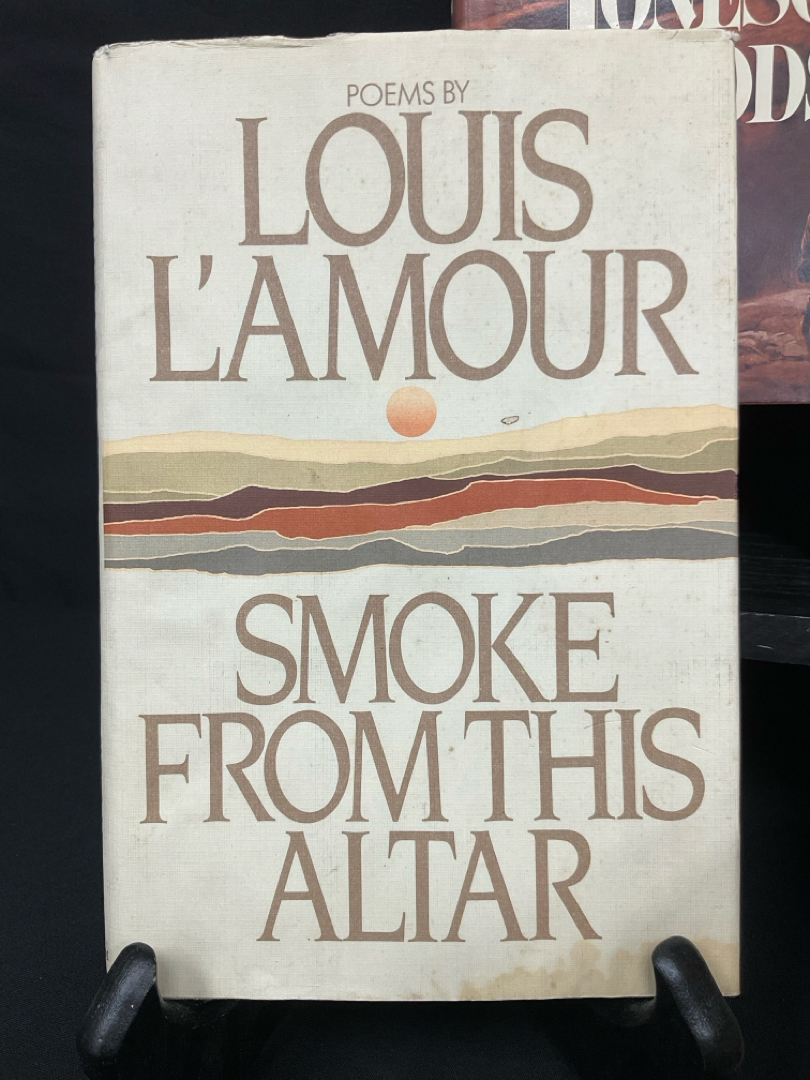 POEMS BY
LOUIS
L'AMOUR
SMOKE
FROM THIS
ALTAR